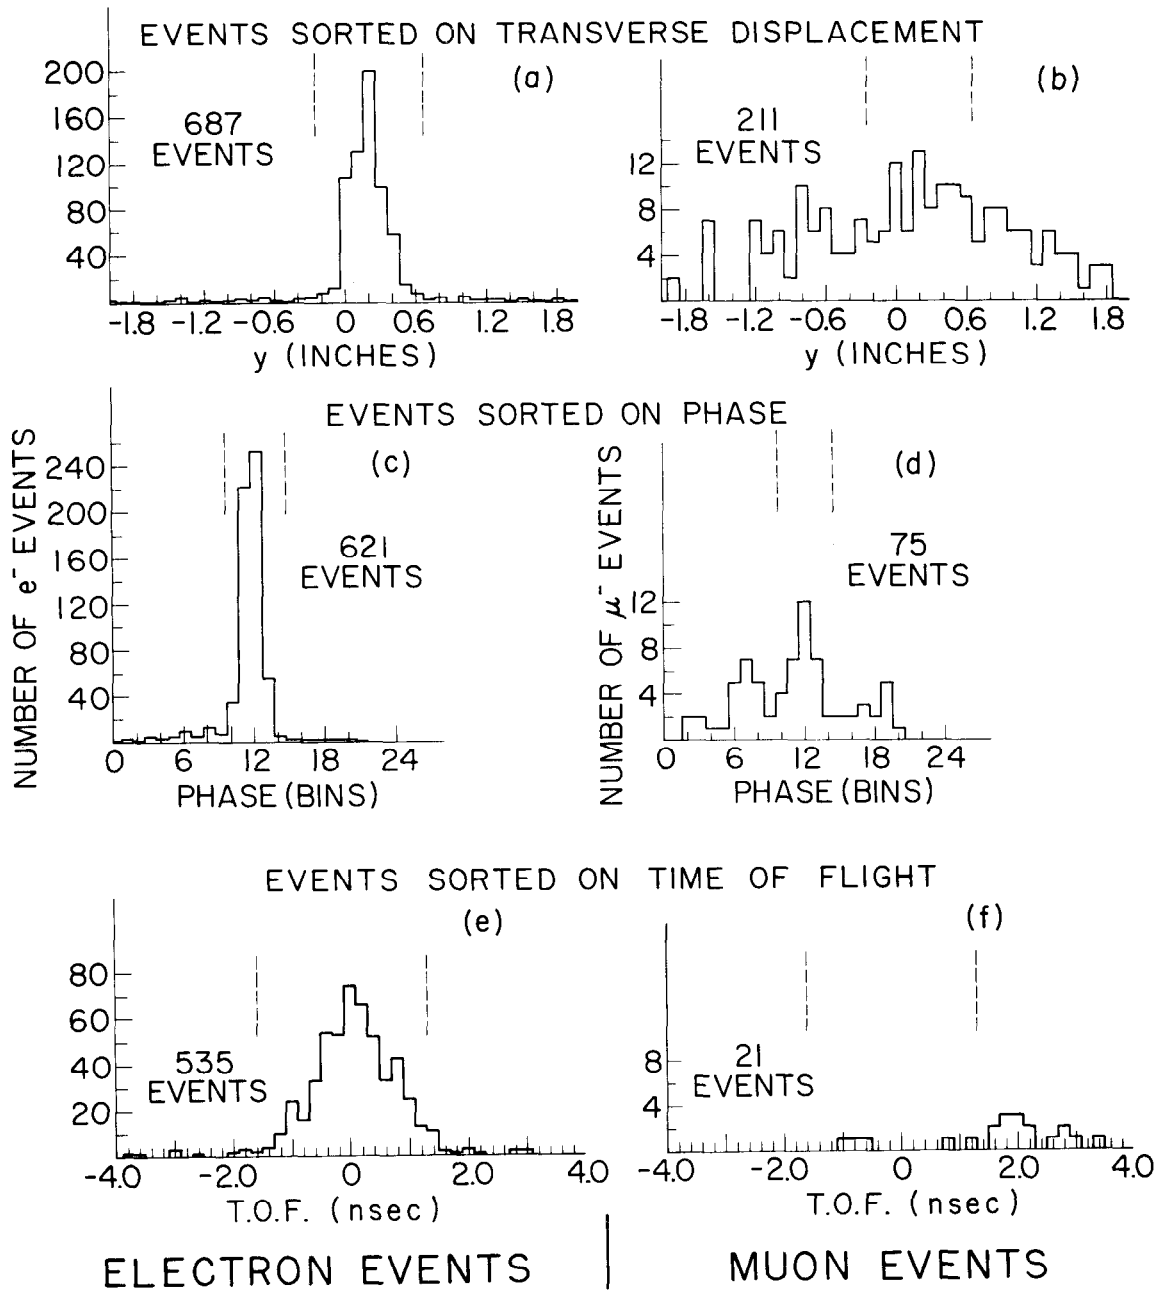 EVENTS SORTED ON TRANSVERSE DISPLACEMENT
(a)
200
160
120
80
40
687
EVENTS
-1.8 -1.2 -0.6 0 0.6 1.2 1.8
y (INCHES)
(b)
211
EVENTS
12
8
4
-1.8 -1.2 -0.6 0 0.6 1.2 1.8
y (INCHES)
EVENTS SORTED ON PHASE
NUMBER OF e⁻ EVENTS
(c)
240
200
160
120
80
40
621
EVENTS
0 6 12 18 24
PHASE (BINS)
NUMBER OF μ⁻ EVENTS
(d)
75
EVENTS
12
8
4
0 6 12 18 24
PHASE (BINS)
EVENTS SORTED ON TIME OF FLIGHT
(e)
80
60
40
20
535
EVENTS
-4.0 -2.0 0 2.0 4.0
T.O.F. (nsec)
(f)
8
4
21
EVENTS
-4.0 -2.0 0 2.0 4.0
T.O.F. (nsec)
ELECTRON EVENTS
MUON EVENTS